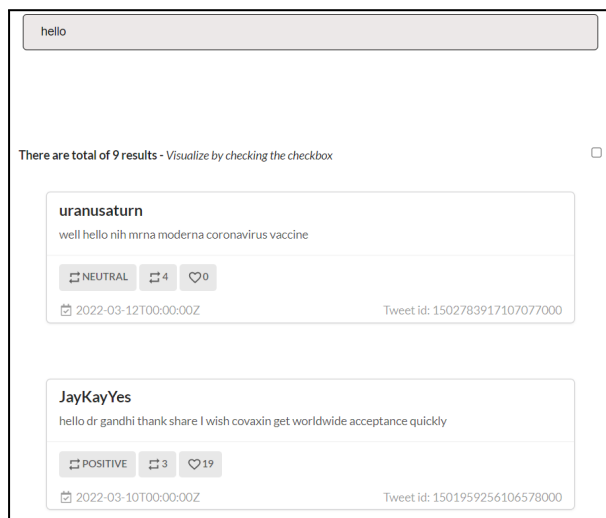 hello
There are total of 9 results - Visualize by checking the checkbox
uranusaturn
well hello nih mrna moderna coronavirus vaccine
NEUTRAL 4 0
2022-03-12T00:00:00Z Tweet id: 1502783917107077000
JayKayYes
hello dr gandhi thank share I wish covaxin get worldwide acceptance quickly
POSITIVE 3 19
2022-03-10T00:00:00Z Tweet id: 1501959256106578000